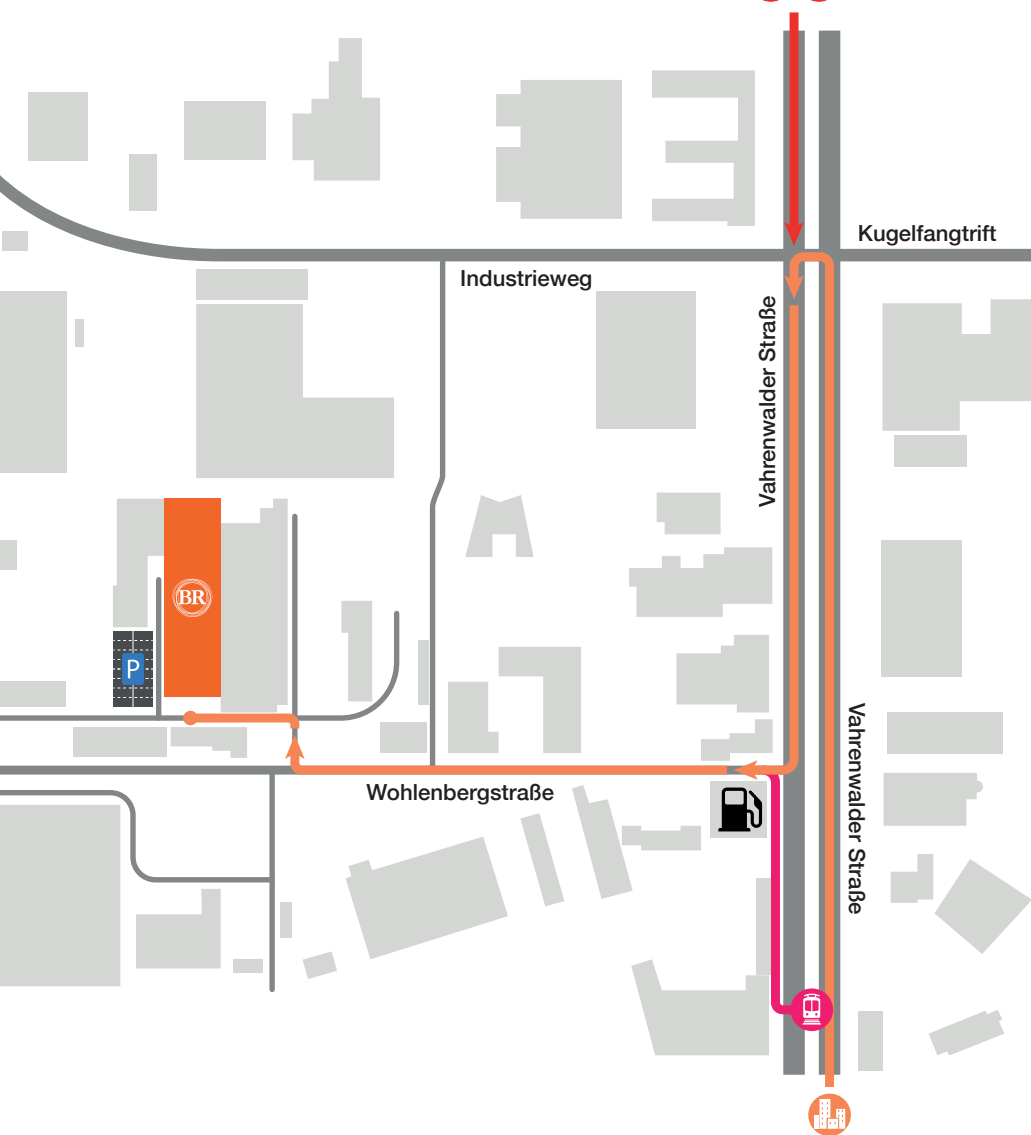 Kugelfangtrift
Industrieweg
Vahrenwalder Straße
BR
P
Vahrenwalder Straße
Wohlenbergstraße